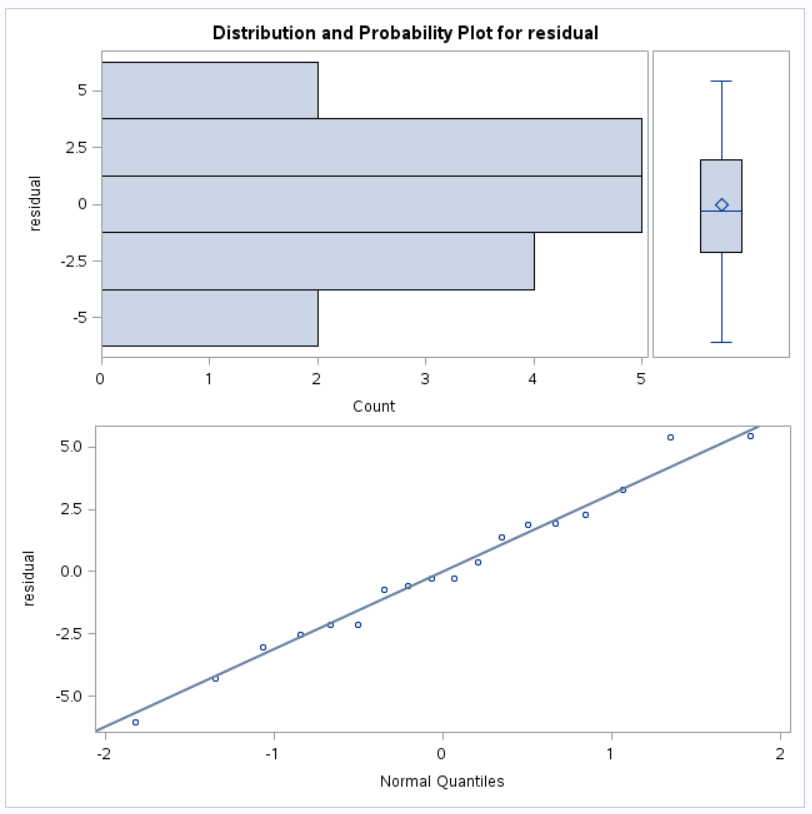 Distribution and Probability Plot for residual
5
2.5
0
-2.5
-5
residual
0 1 2 3 4 5
Count
5.0
2.5
0.0
-2.5
-5.0
residual
-2 -1 0 1 2
Normal Quantiles